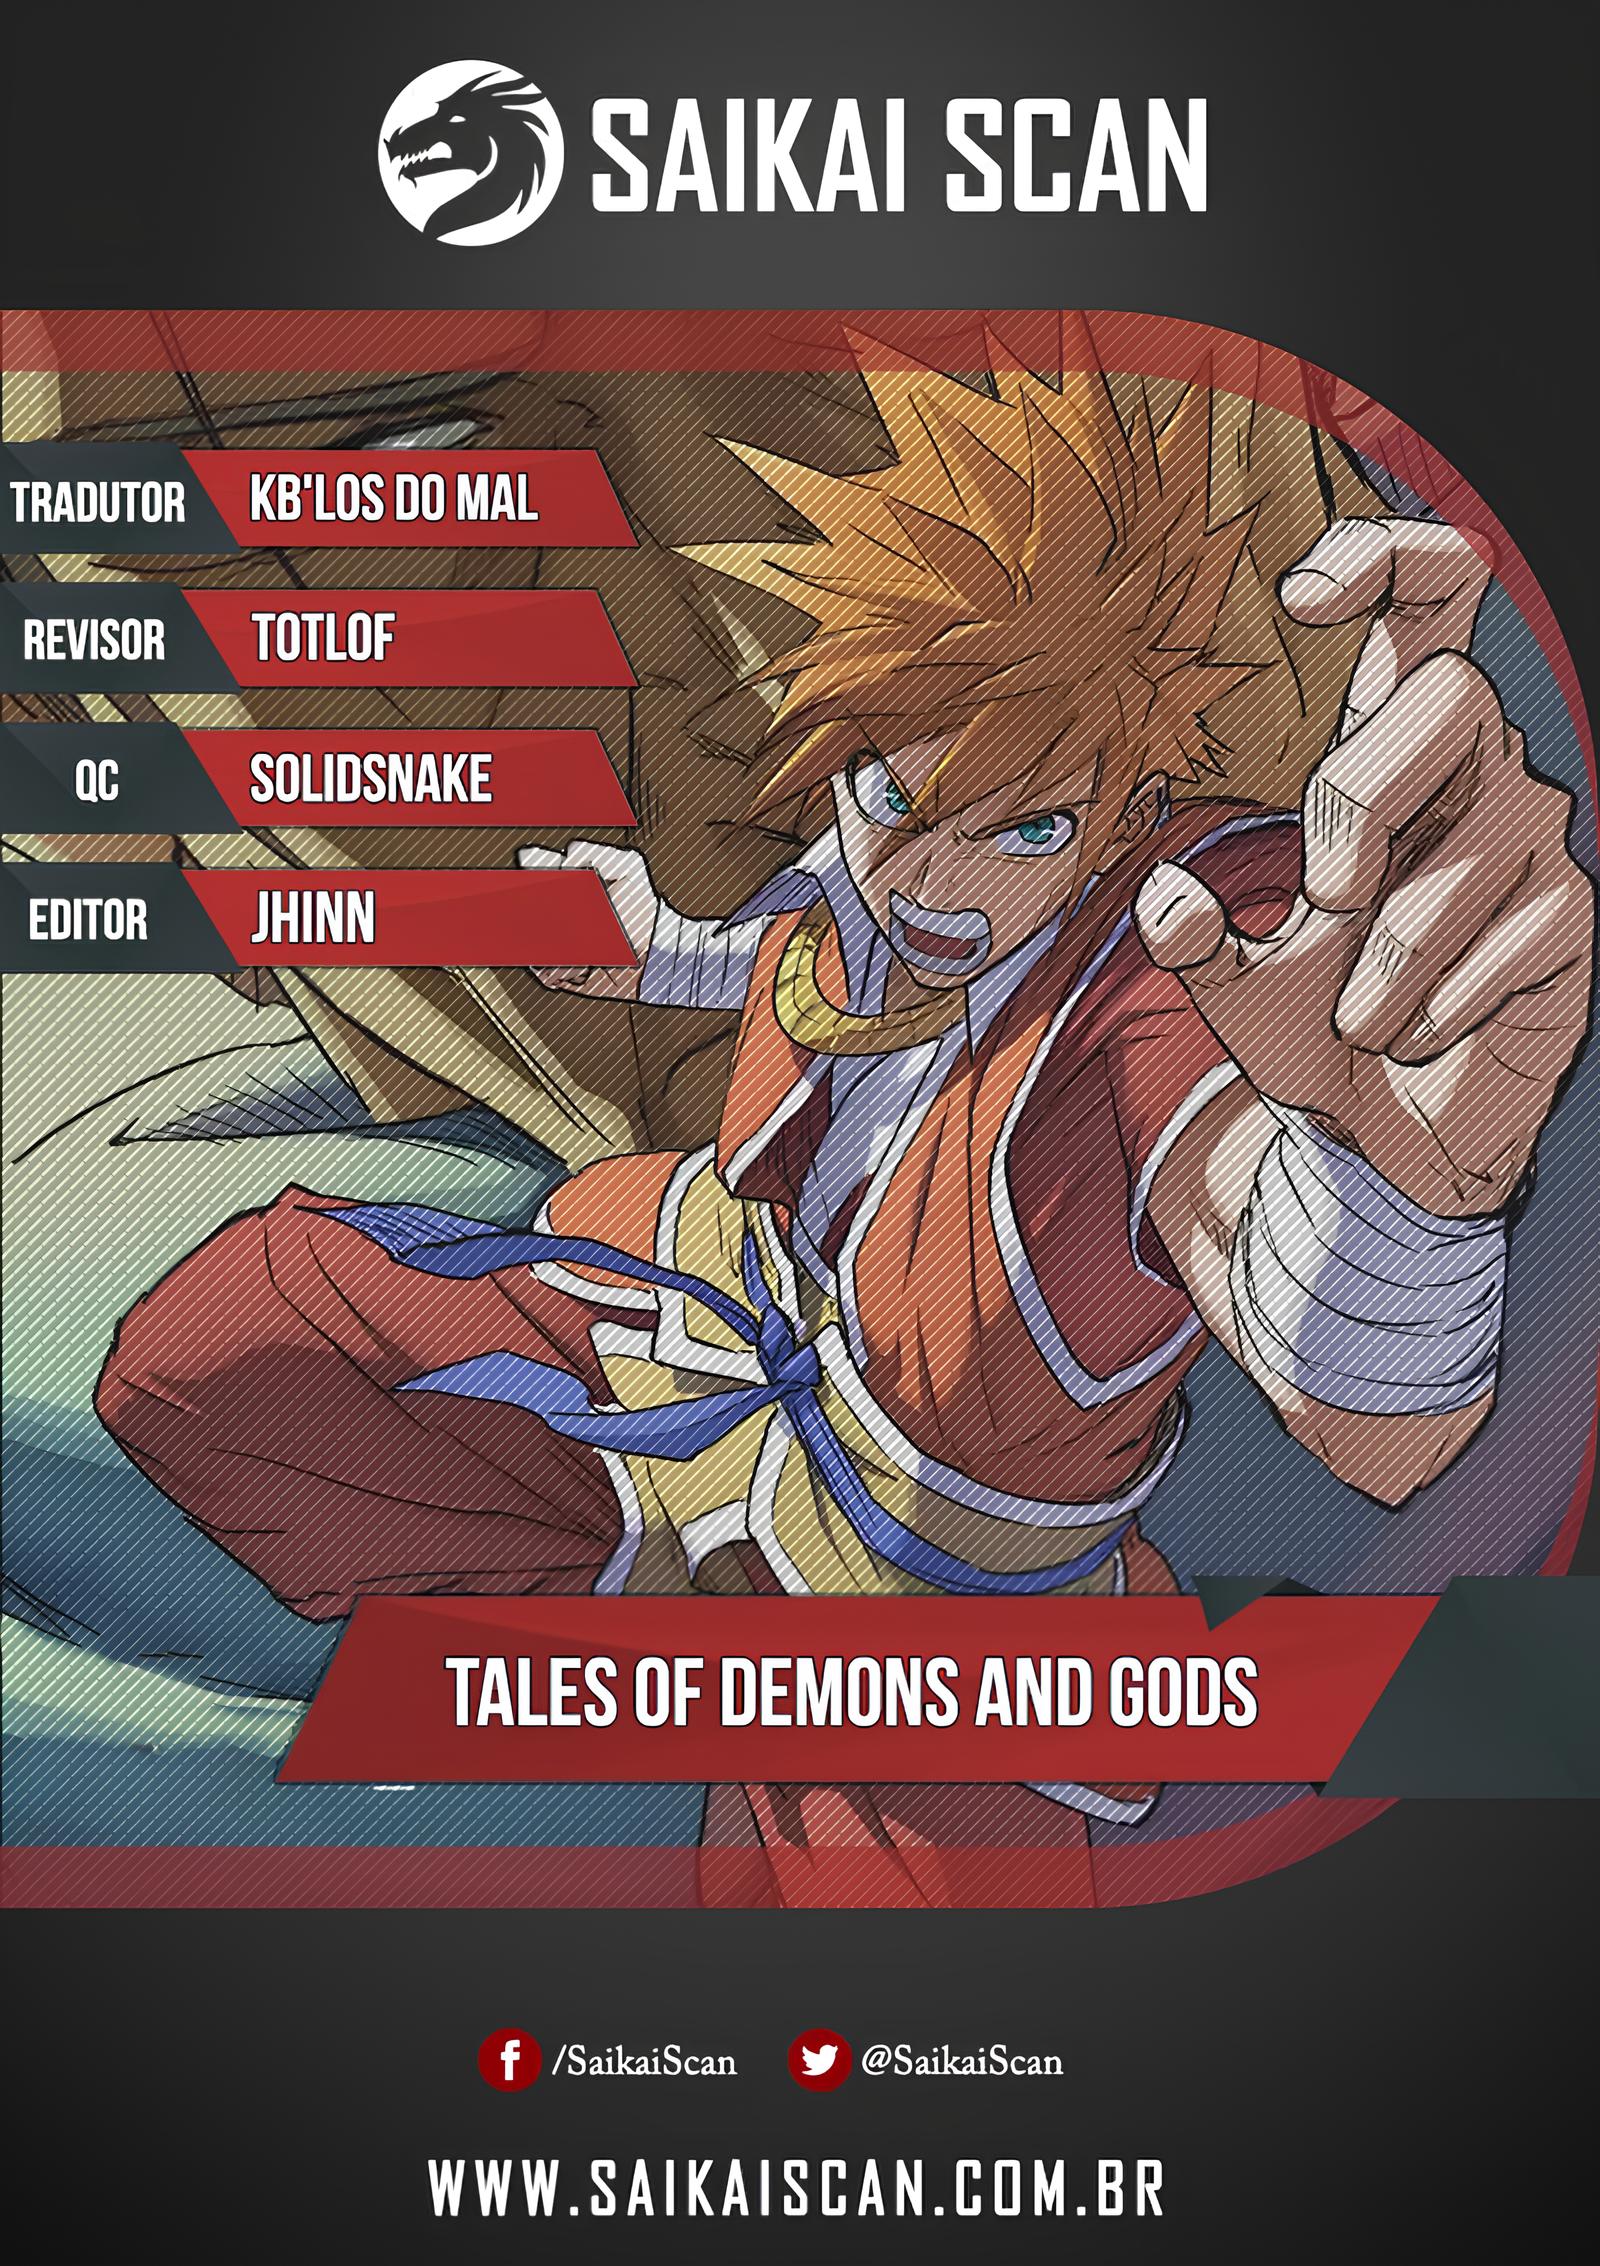 SAIKAI SCAN
TRADUTOR KB'LOS DO MAL
REVISOR TOTLOF
QC SOLIDSNAKE
EDITOR JHINN
TALES OF DEMONS AND GODS
/SaikaiScan @SaikaiScan
WWW.SAIKAISCAN.COM.BR